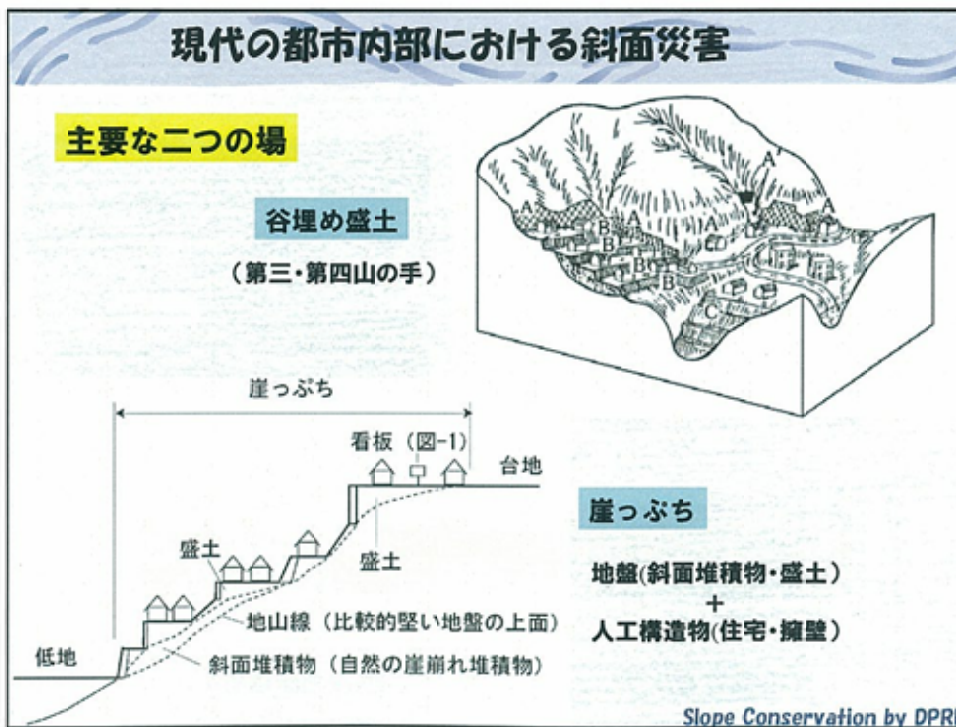 現代の都市内部における斜面災害
主要な二つの場
谷埋め盛土
（第三・第四山の手）
A'
A
A
A
A
B
B
B
B
C
崖っぷち
看板（図-1）
台地
盛土
盛土
地山線（比較的堅い地盤の上面）
低地
斜面堆積物（自然の崖崩れ堆積物）
崖っぷち
地盤(斜面堆積物・盛土）
+
人工構造物(住宅・擁壁）
Slope Conservation by DPRI